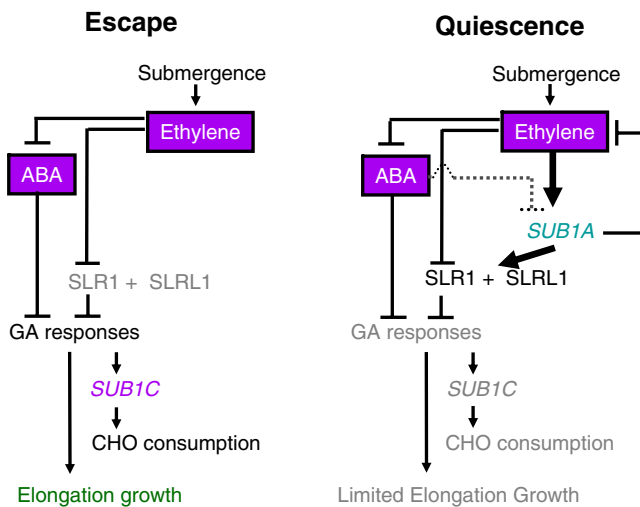 Escape
Submergence
Ethylene
ABA
SLR1 + SLRL1
GA responses
SUB1C
CHO consumption
Elongation growth
Quiescence
Submergence
Ethylene
ABA
SUB1A
SLR1 + SLRL1
GA responses
SUB1C
CHO consumption
Limited Elongation Growth